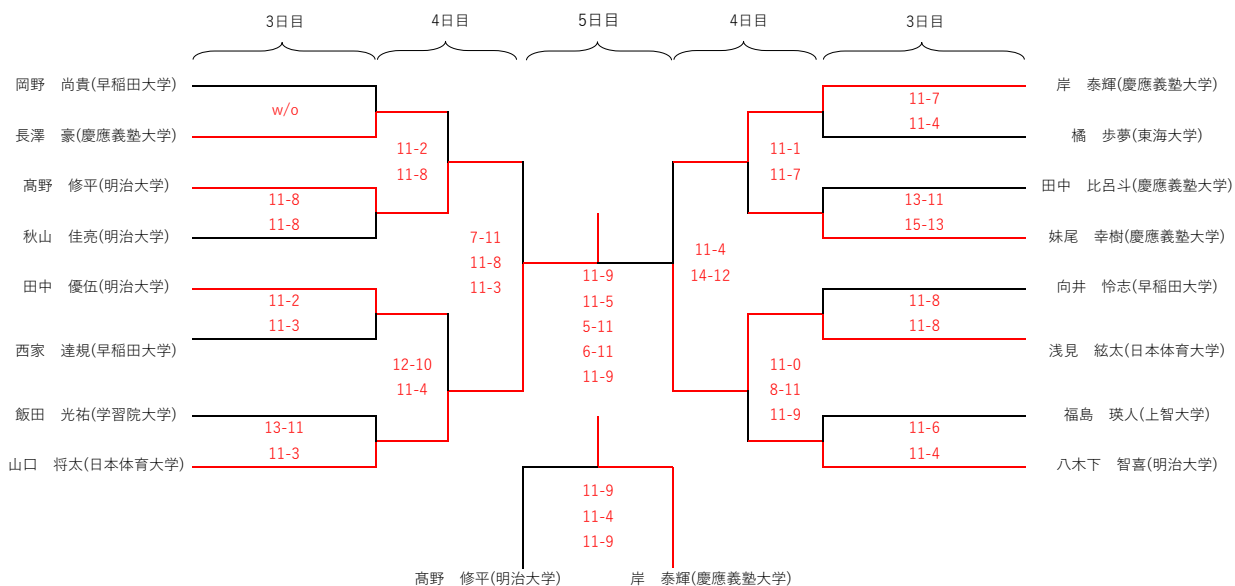 3日目 4日目 5日目 4日目 3日目
岡野　尚貴(早稲田大学)
w/o
長澤　豪(慶應義塾大学)
11-2
11-8
髙野　修平(明治大学)
11-8
11-8
秋山　佳亮(明治大学)
7-11
11-8
11-3
田中　優伍(明治大学)
11-2
11-3
西家　達規(早稲田大学)
12-10
11-4
飯田　光祐(学習院大学)
13-11
11-3
山口　将太(日本体育大学)
11-9
11-5
5-11
6-11
11-9
岸　泰輝(慶應義塾大学)
11-7
11-4
橘　歩夢(東海大学)
11-1
11-7
田中　比呂斗(慶應義塾大学)
13-11
15-13
妹尾　幸樹(慶應義塾大学)
11-4
14-12
向井　怜志(早稲田大学)
11-8
11-8
浅見　絃太(日本体育大学)
11-0
8-11
11-9
福島　瑛人(上智大学)
11-6
11-4
八木下　智喜(明治大学)
11-9
11-4
11-9
髙野　修平(明治大学)
岸　泰輝(慶應義塾大学)